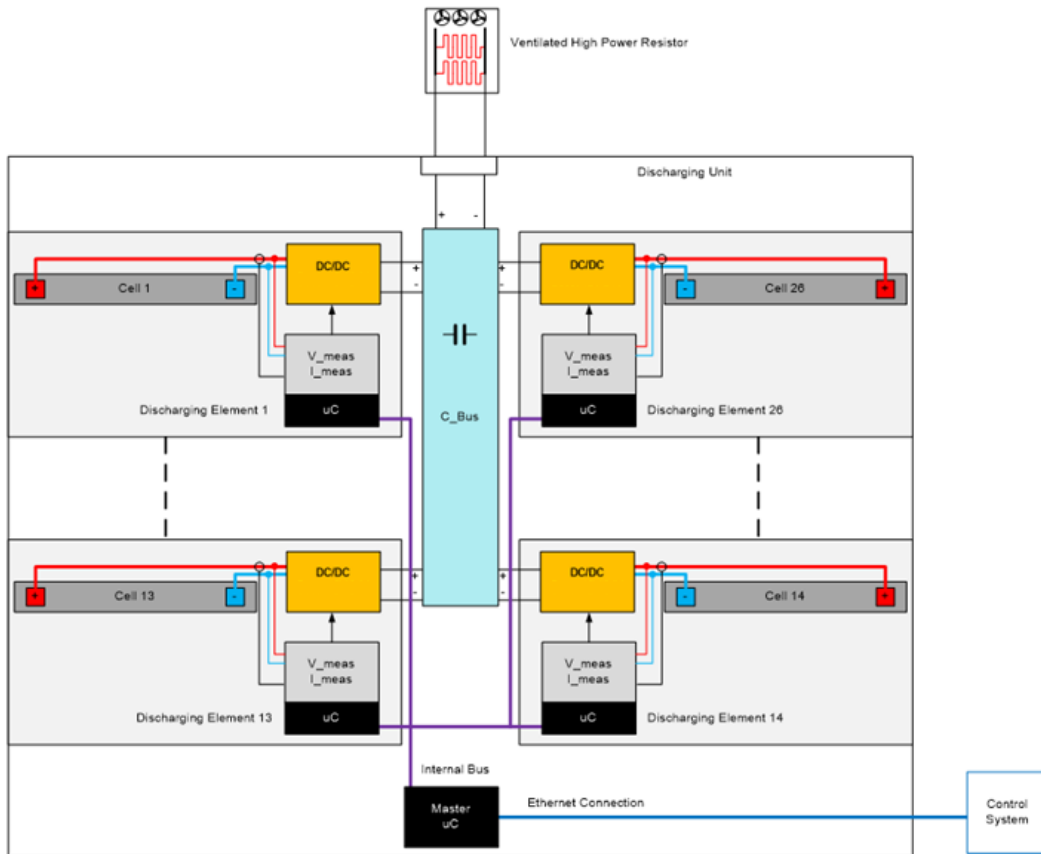 Ventilated High Power Resistor
Discharging Unit
+ -
DC/DC
+
-
+
-
DC/DC
+ Cell 1 -
- Cell 26 +
V_meas
I_meas
V_meas
I_meas
Discharging Element 1
uC
C_Bus
uC
Discharging Element 26
DC/DC
+
-
+
-
DC/DC
+ Cell 13 -
- Cell 14 +
V_meas
I_meas
V_meas
I_meas
Discharging Element 13
uC
uC
Discharging Element 14
Internal Bus
Master
uC
Ethernet Connection
Control
System